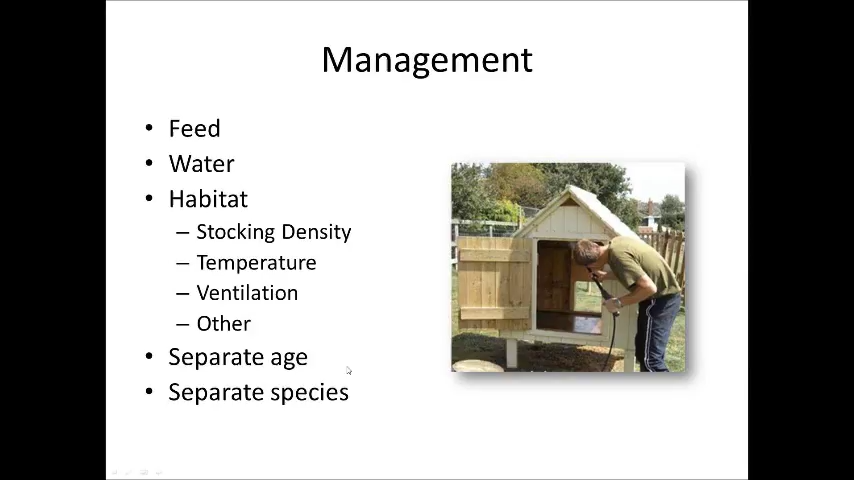 Management
• Feed
• Water
• Habitat
– Stocking Density
– Temperature
– Ventilation
– Other
• Separate age
• Separate species